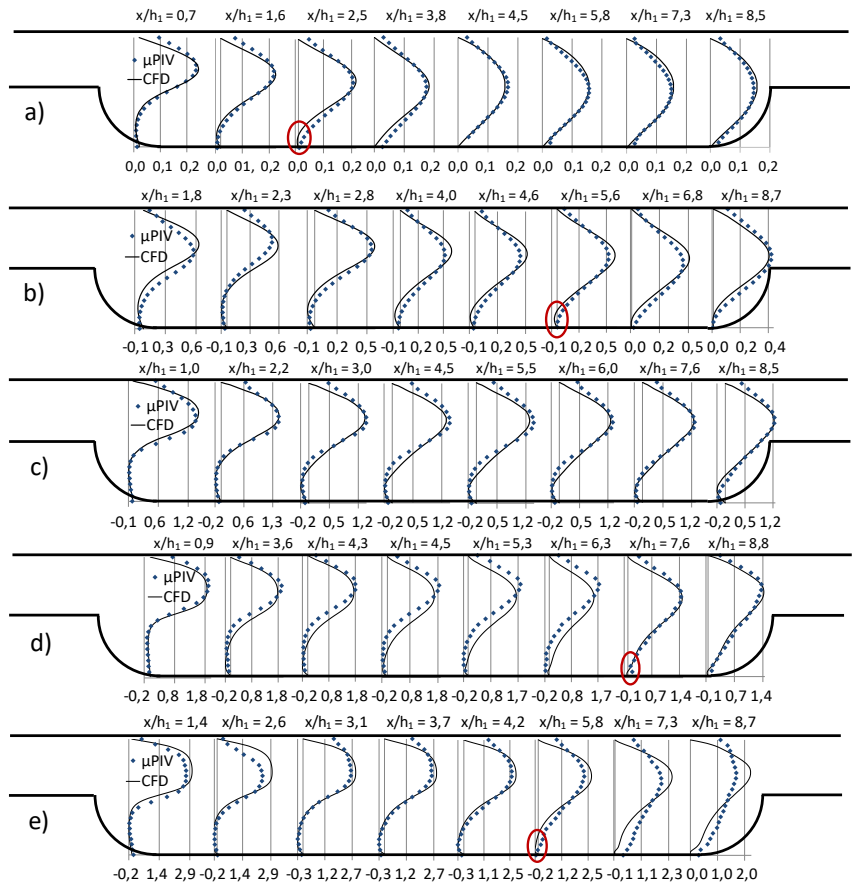 x/h1 = 0,7 x/h1 = 1,6 x/h1 = 2,5 x/h1 = 3,8 x/h1 = 4,5 x/h1 = 5,8 x/h1 = 7,3 x/h1 = 8,5
μPIV
CFD
a)
0,0 0,1 0,2 0,0 0,1 0,2 0,0 0,1 0,2 0,0 0,1 0,2 0,0 0,1 0,2 0,0 0,1 0,2 0,0 0,1 0,2 0,0 0,1 0,2
x/h1 = 1,8 x/h1 = 2,3 x/h1 = 2,8 x/h1 = 4,0 x/h1 = 4,6 x/h1 = 5,6 x/h1 = 6,8 x/h1 = 8,7
μPIV
CFD
b)
-0,1 0,3 0,6 -0,1 0,2 0,5 -0,1 0,2 0,5 -0,1 0,2 0,5 -0,1 0,2 0,5 -0,1 0,2 0,5 0,0 0,2 0,5 0,0 0,2 0,4
x/h1 = 1,0 x/h1 = 2,2 x/h1 = 3,0 x/h1 = 4,5 x/h1 = 5,5 x/h1 = 6,0 x/h1 = 7,6 x/h1 = 8,5
μPIV
CFD
c)
-0,1 0,6 1,2 -0,2 0,6 1,3 -0,2 0,5 1,2 -0,2 0,5 1,2 -0,2 0,5 1,2 -0,2 0,5 1,2 -0,2 0,5 1,2 -0,2 0,5 1,2
x/h1 = 0,9 x/h1 = 3,6 x/h1 = 4,3 x/h1 = 4,5 x/h1 = 5,3 x/h1 = 6,3 x/h1 = 7,6 x/h1 = 8,8
μPIV
CFD
d)
-0,2 0,8 1,8 -0,2 0,8 1,8 -0,2 0,8 1,8 -0,2 0,8 1,8 -0,2 0,8 1,7 -0,2 0,8 1,7 -0,1 0,7 1,4 -0,1 0,7 1,4
x/h1 = 1,4 x/h1 = 2,6 x/h1 = 3,1 x/h1 = 3,7 x/h1 = 4,2 x/h1 = 5,8 x/h1 = 7,3 x/h1 = 8,7
μPIV
CFD
e)
-0,2 1,4 2,9 -0,2 1,4 2,9 -0,3 1,2 2,7 -0,3 1,2 2,7 -0,3 1,1 2,5 -0,2 1,2 2,5 -0,1 1,1 2,3 0,0 1,0 2,0